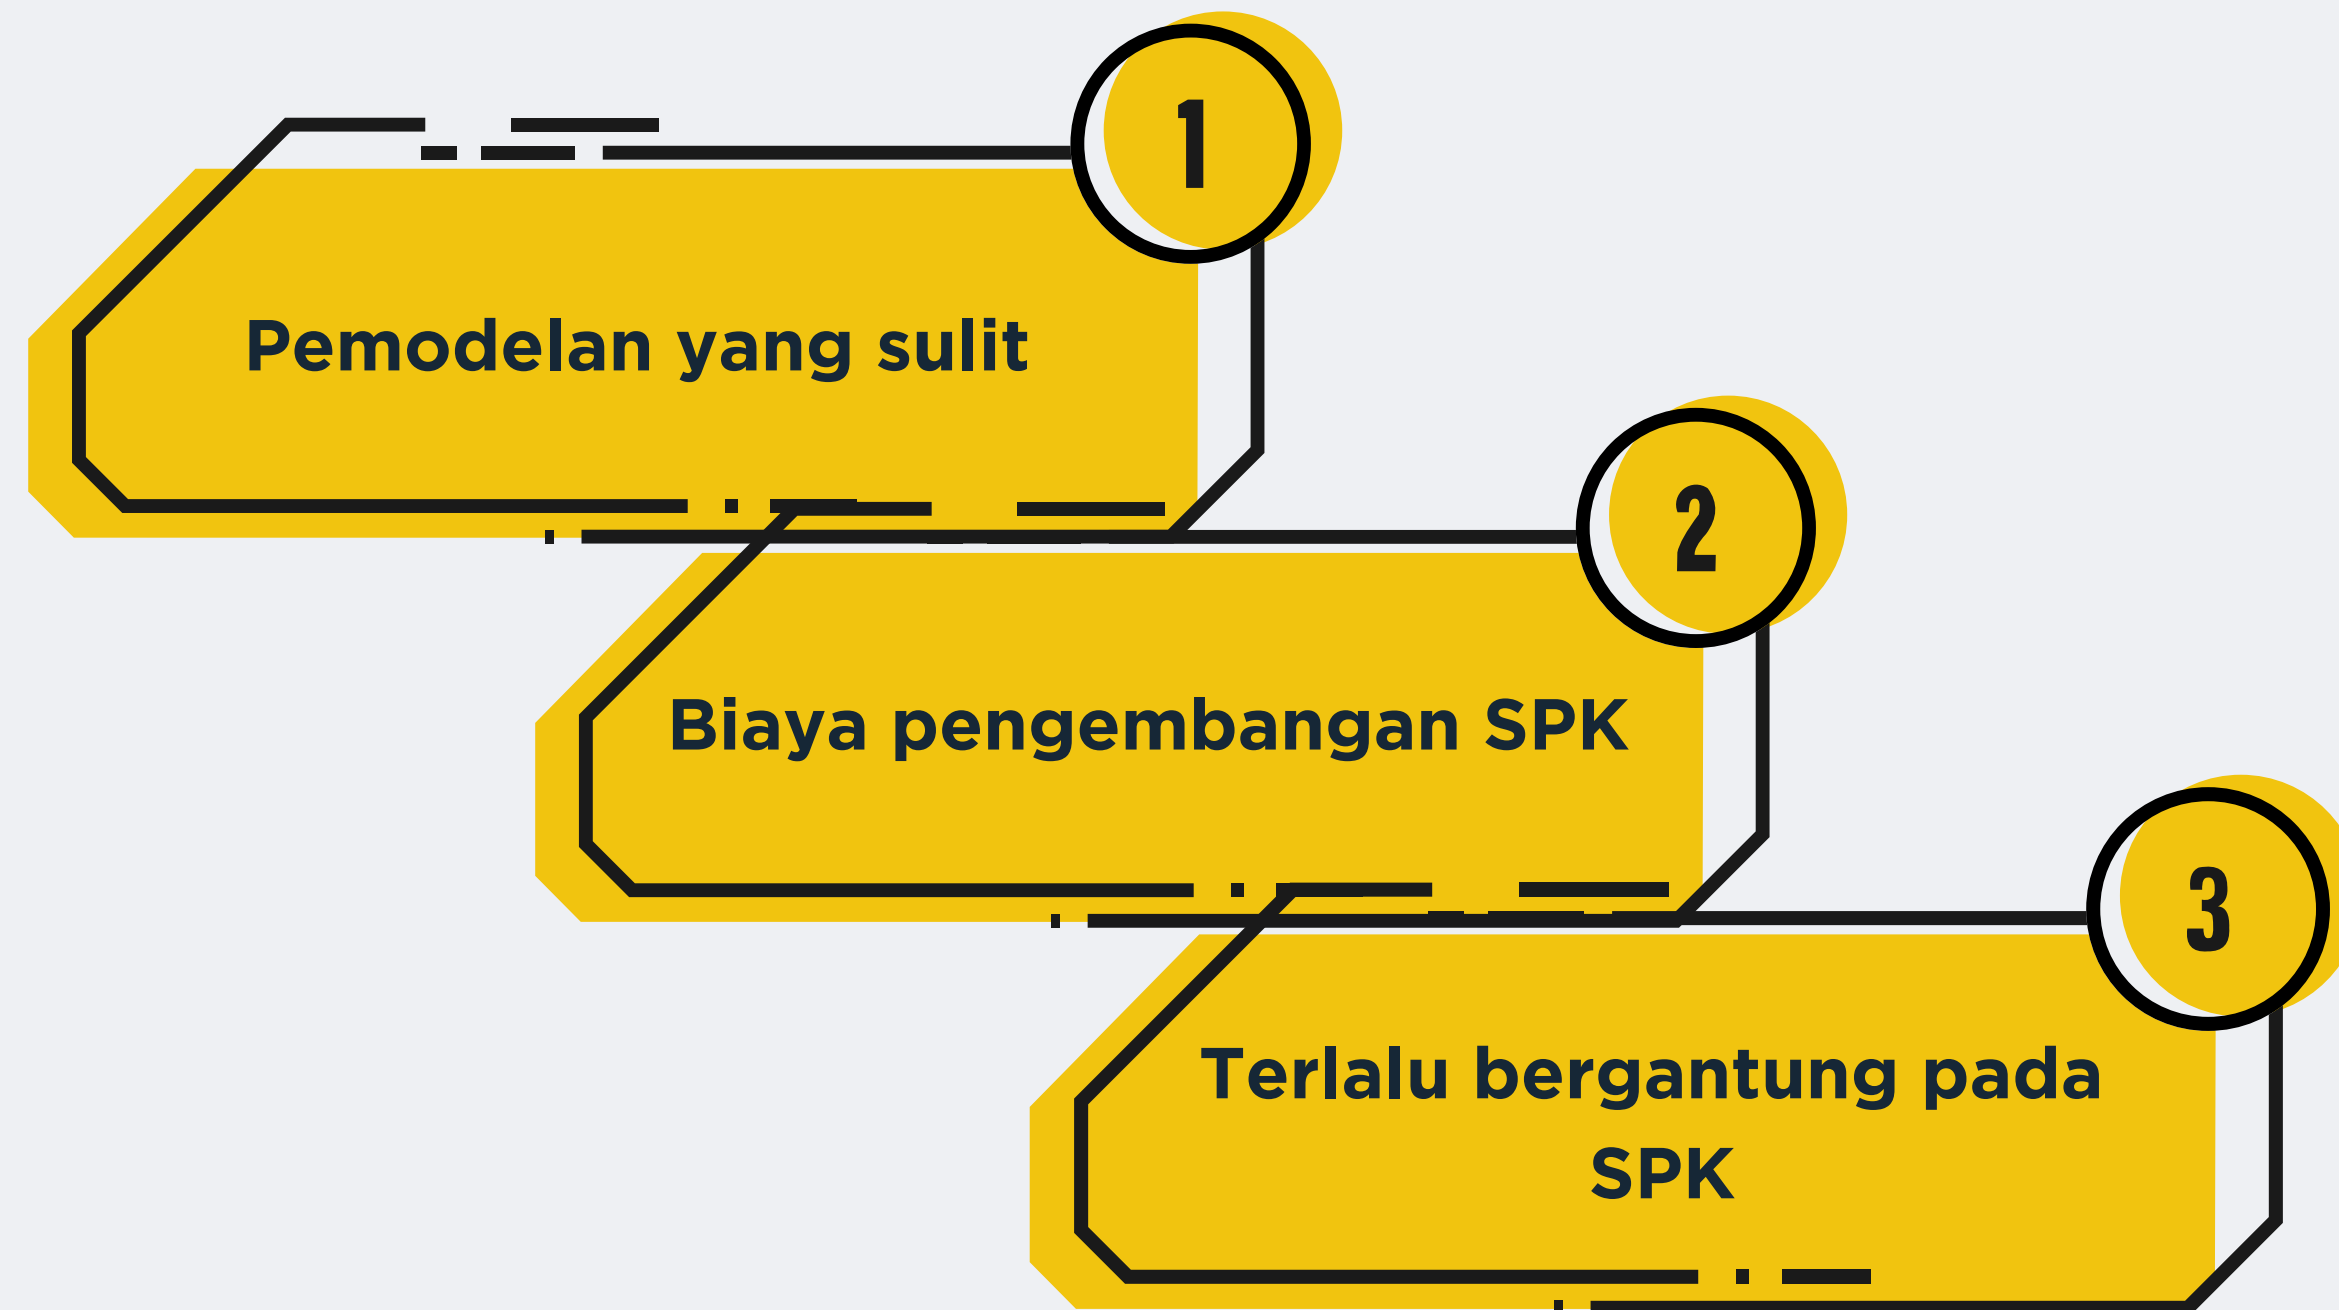 1
Pemodelan yang sulit
2
Biaya pengembangan SPK
3
Terlalu bergantung pada
SPK